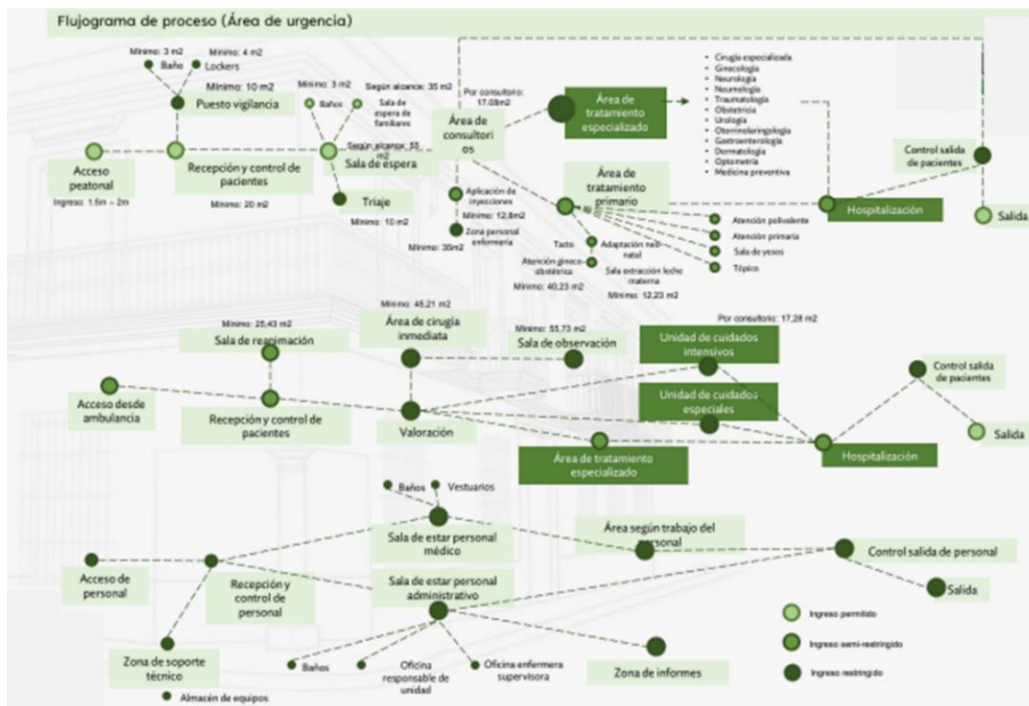 Flujograma de proceso (Área de urgencia)
Mínimo: 3 m2
Mínimo: 4 m2
Baño
Lockers
Mínimo: 10 m2
Puesto vigilancia
Mínimo: 3 m2
Según alcance: 35 m2
Baños
Sala de
espera de
familiares
Según alcance: 55
m2
Sala de espera
Acceso
peatonal
Ingreso: 1.5m – 2m
Recepción y control de
pacientes
Mínimo: 20 m2
Triaje
Mínimo: 10 m2
Por consultorio:
17.08m2
Área de
consultori
os
Área de
tratamiento
especializado
• Cirugía especializada
• Ginecología
• Neurología
• Neumología
• Traumatología
• Obstetricia
• Urología
• Otorrinolaringología
• Gastroenterología
• Dermatología
• Optometría
• Medicina preventiva
Control salida
de pacientes
Salida
Hospitalización
Área de
tratamiento
primario
Aplicación de
inyecciones
Mínimo: 12,8m2
Zona personal
enfermería
Mínimo: 35m2
Tacto
Adaptación neo
natal
Atención gineco-
obstétrica
Sala extracción leche
materna
Mínimo: 40,23 m2
Mínimo: 12,23 m2
Atención polivalente
Atención primaria
Sala de yesos
Tópico
Mínimo: 25,43 m2
Sala de reanimación
Mínimo: 45,21 m2
Área de cirugía
inmediata
Mínimo: 55,73 m2
Sala de observación
Por consultorio: 17,28 m2
Unidad de cuidados
intensivos
Unidad de cuidados
especiales
Control salida
de pacientes
Salida
Acceso desde
ambulancia
Recepción y control de
pacientes
Valoración
Área de tratamiento
especializado
Hospitalización
Baños
Vestuarios
Sala de estar personal
médico
Área según trabajo del
personal
Control salida de personal
Salida
Acceso de
personal
Recepción y
control de
personal
Sala de estar personal
administrativo
Zona de soporte
técnico
Almacén de equipos
Baños
Oficina
responsable de
unidad
Oficina enfermera
supervisora
Zona de informes
Ingreso permitido
Ingreso semi-restringido
Ingreso restringido